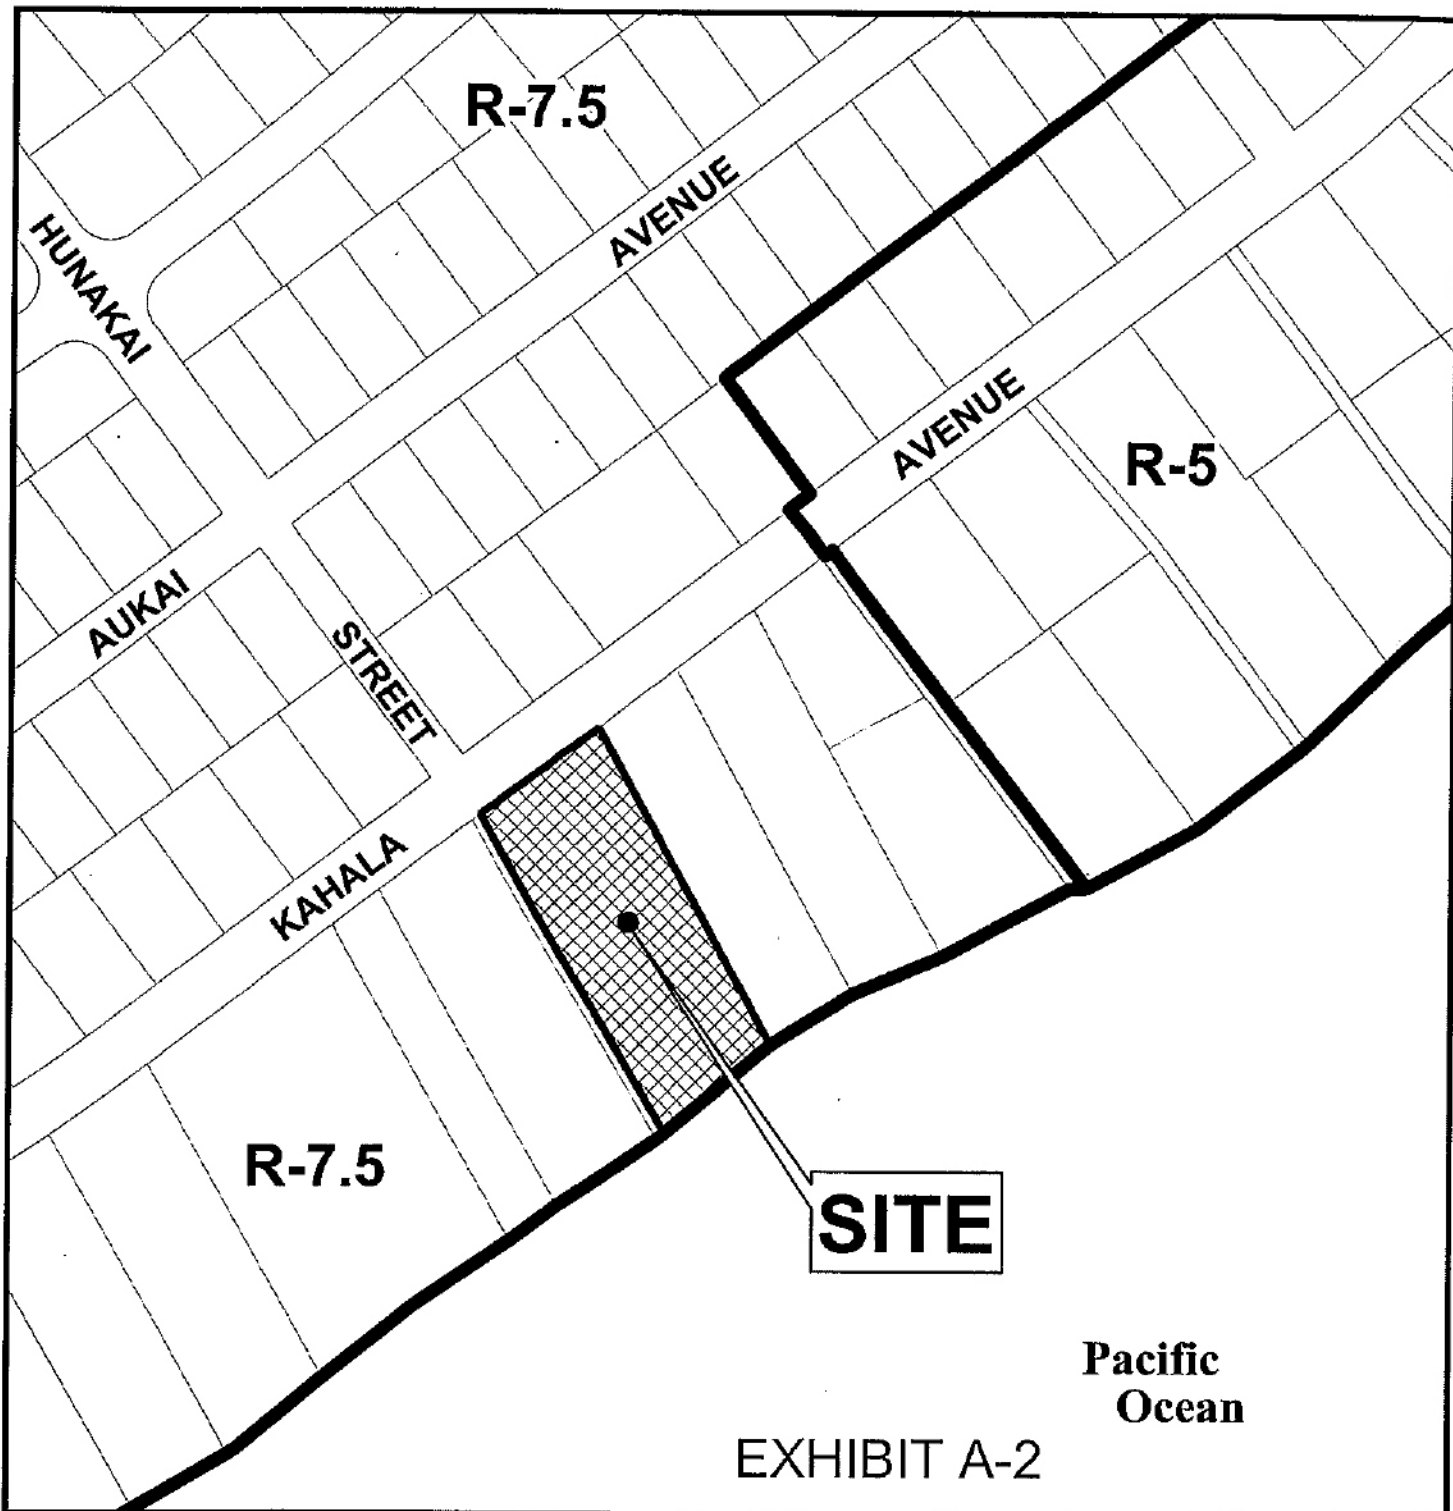 R-7.5
HUNAKAI
AVENUE
AVENUE
R-5
AUKAI
STREET
KAHALA
R-7.5
SITE
Pacific
Ocean
EXHIBIT A-2